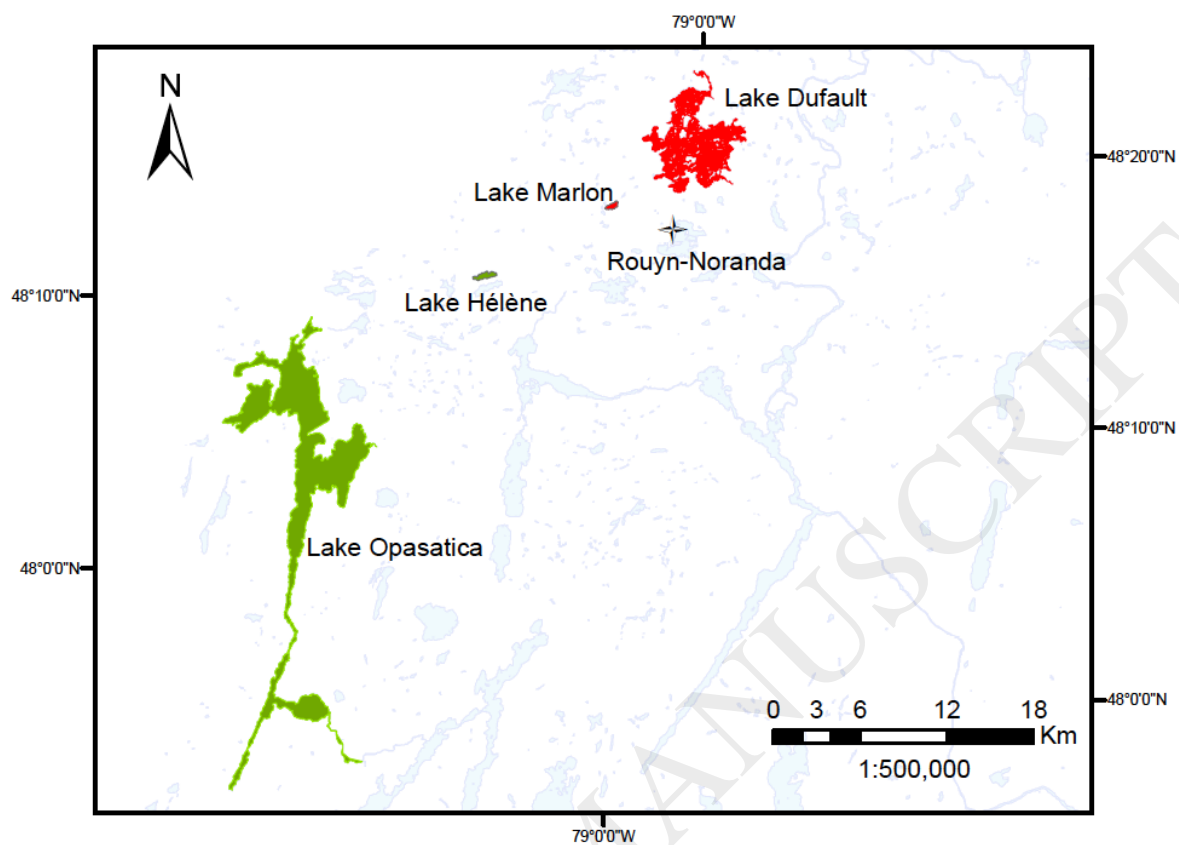 79°0'0"W
N
Lake Dufault
48°20'0"N
Lake Marlon
Rouyn-Noranda
48°10'0"N
Lake Hélène
48°10'0"N
Lake Opasatica
48°0'0"N
48°0'0"N
0 3 6 12 18
Km
1:500,000
79°0'0"W
MANUSCRIPT